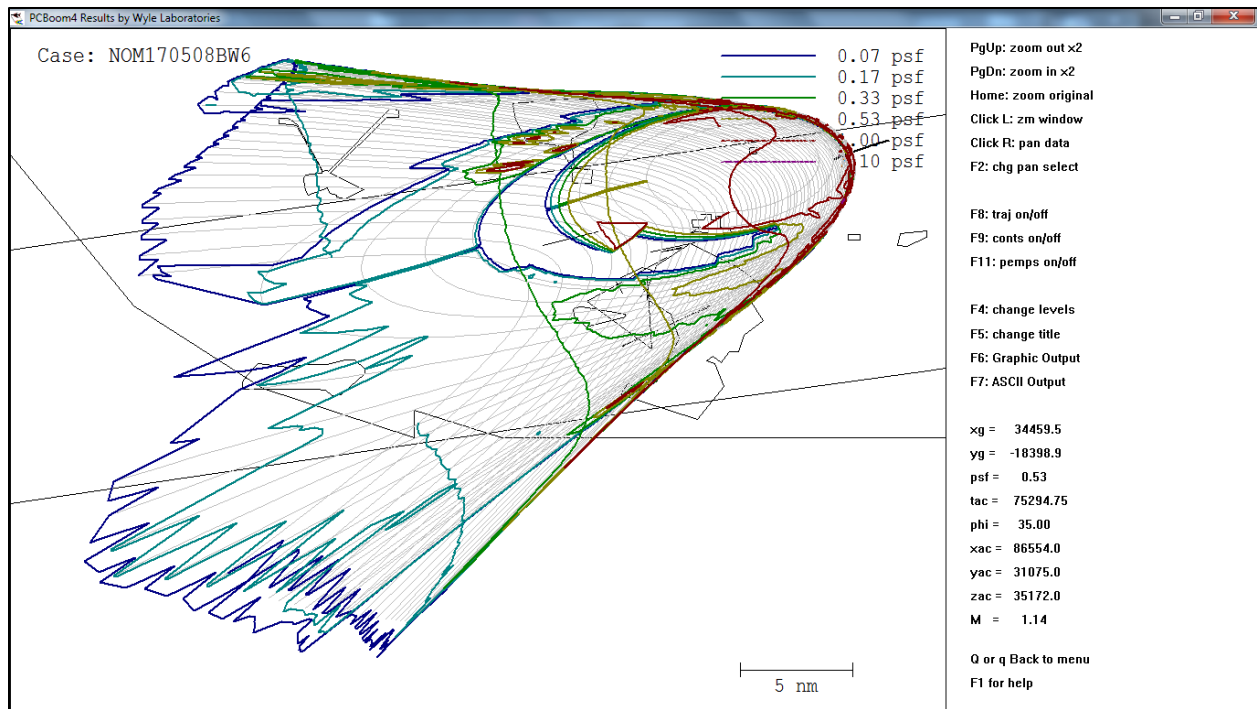 PCBoom4 Results by Wyle Laboratories
Case: NOM170508BW6
0.07 psf
0.17 psf
0.33 psf
0.53 psf
.00 psf
.10 psf
5 nm
PgUp: zoom out x2
PgDn: zoom in x2
Home: zoom original
Click L: zm window
Click R: pan data
F2: chg pan select
F8: traj on/off
F9: conts on/off
F11: pemps on/off
F4: change levels
F5: change title
F6: Graphic Output
F7: ASCII Output
xg = 34459.5
yg = -18398.9
psf = 0.53
tac = 75294.75
phi = 35.00
xac = 86554.0
yac = 31075.0
zac = 35172.0
M = 1.14
Q or q Back to menu
F1 for help